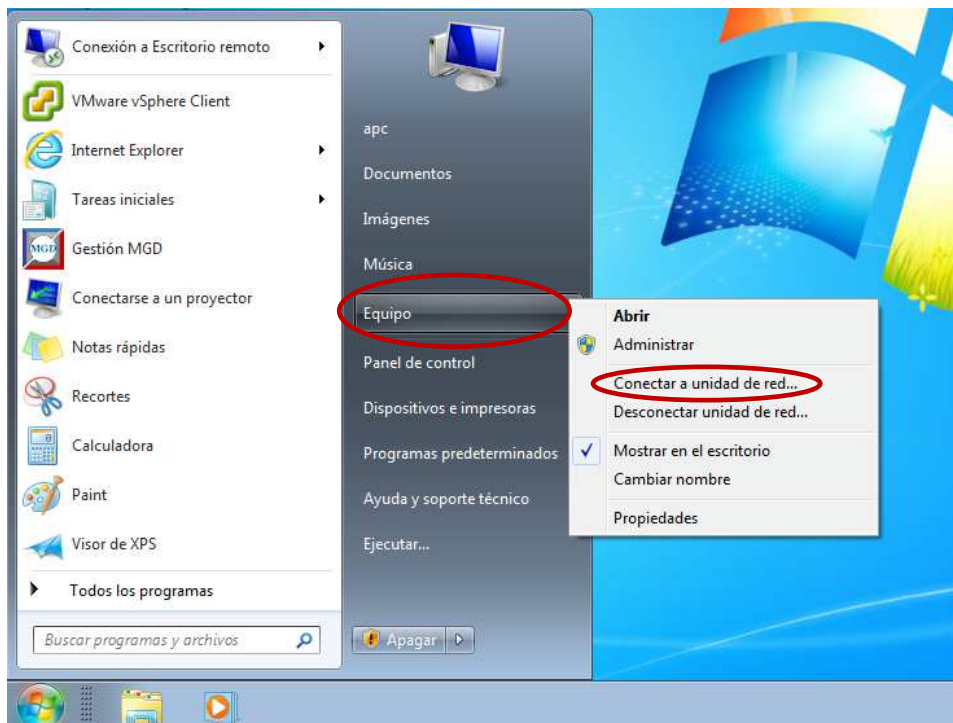 Conexión a Escritorio remoto
VMware vSphere Client
Internet Explorer
Tareas iniciales
MGD
Gestión MGD
Conectarse a un proyector
Notas rápidas
Recortes
Calculadora
Paint
Visor de XPS
Todos los programas
Buscar programas y archivos
apc
Documentos
Imágenes
Música
Equipo
Panel de control
Dispositivos e impresoras
Programas predeterminados
Ayuda y soporte técnico
Ejecutar...
Apagar
Abrir
Administrar
Conectar a unidad de red...
Desconectar unidad de red...
Mostrar en el escritorio
Cambiar nombre
Propiedades